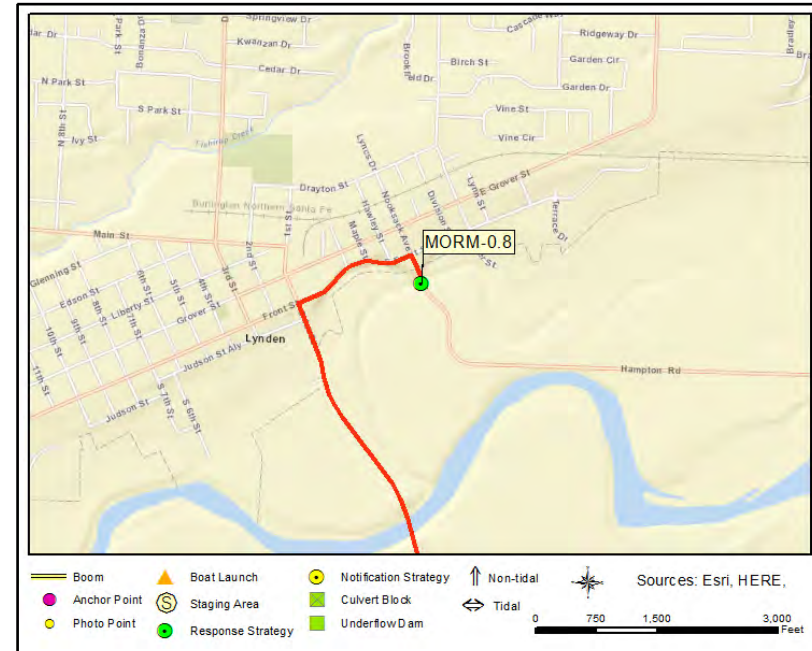 Springview Dr
Kwanzan Dr
Cedar Dr
N Park St
S Park St
Park St
N 8th St
Ivy St
Birch St
Ridgeway Dr
Garden Cir
Garden Dr
Vine St
Vine Cir
Bradley
Fishtrap Creek
Drayton St
Lyncs Dr
Nooksack Ave
Hawley St
Maple St
Lynn St
E Grover St
Terrace Dr
Burlington Northern Santa Fe
Main St
1st St
2nd St
3rd St
4th St
5th St
6th St
7th St
8th St
9th St
10th St
11th St
Glenning St
Edson St
Liberty St
Grover St
Front St
Judson St Aly
Judson St
S 7th St
S 6th St
Lynden
MORM-0.8
Hampton Rd
Boom
Anchor Point
Photo Point
Boat Launch
Staging Area
Response Strategy
Notification Strategy
Culvert Block
Underflow Dam
Non-tidal
Tidal
S
Sources: Esri, HERE,
0 750 1,500 3,000
Feet